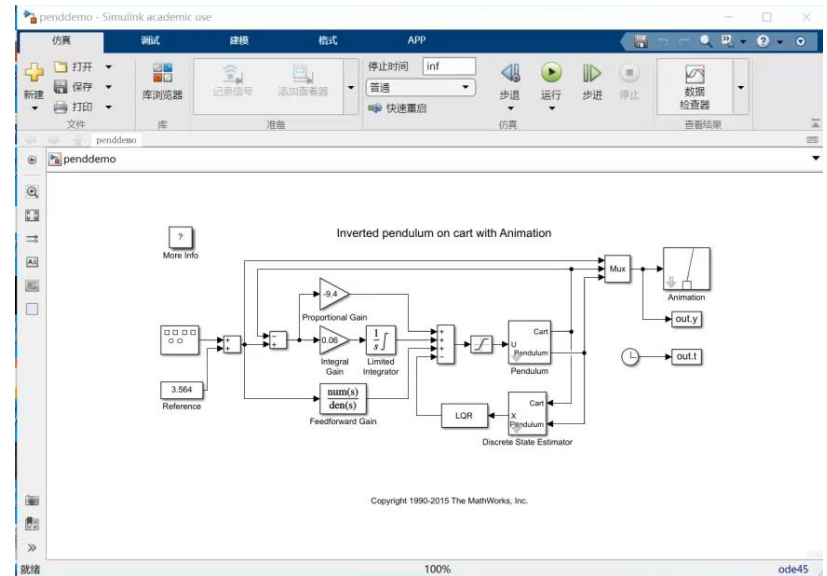 penddemo - Simulink academic use
仿真 调试 建模 格式 APP
新建
打开
保存
打印
文件
库浏览器
库
记录信号
添加查看器
准备
停止时间 inf
普通
快速重启
步退
运行
步进
停止
仿真
数据
检查器
查看结果
penddemo
penddemo
Inverted pendulum on cart with Animation
?
More Info
-9.4
Proportional Gain
0.06
Integral
Gain
1
s
Limited
Integrator
num(s)
den(s)
Feedforward Gain
3.564
Reference
U
Cart
Pendulum
Pendulum
LQR
X
Cart
Pendulum
Discrete State Estimator
Mux
Animation
out.y
out.t
Copyright 1990-2015 The MathWorks, Inc.
就绪 100% ode45